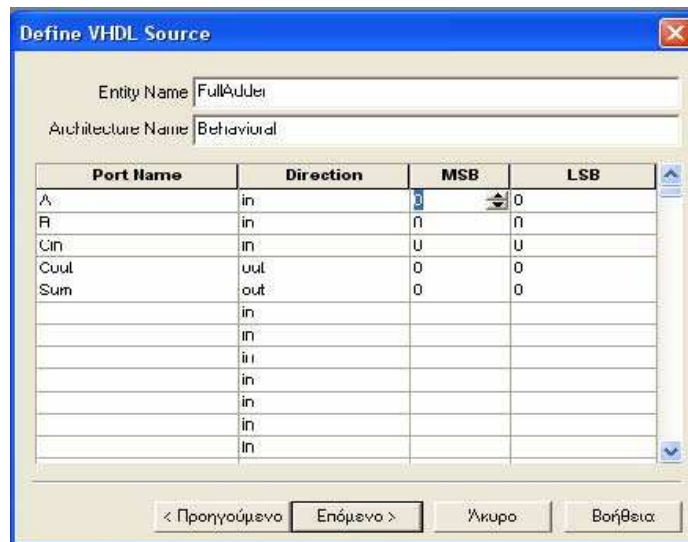 Define VHDL Source
Entity Name FullAdder
Architecture Name Behavioral
Port Name Direction MSB LSB
A in 0 0
B in 0 0
Cin in 0 0
Cout out 0 0
Sum out 0 0
in
in
in
in
in
in
in
< Προηγούμενο Επόμενο > Άκυρο Βοήθεια